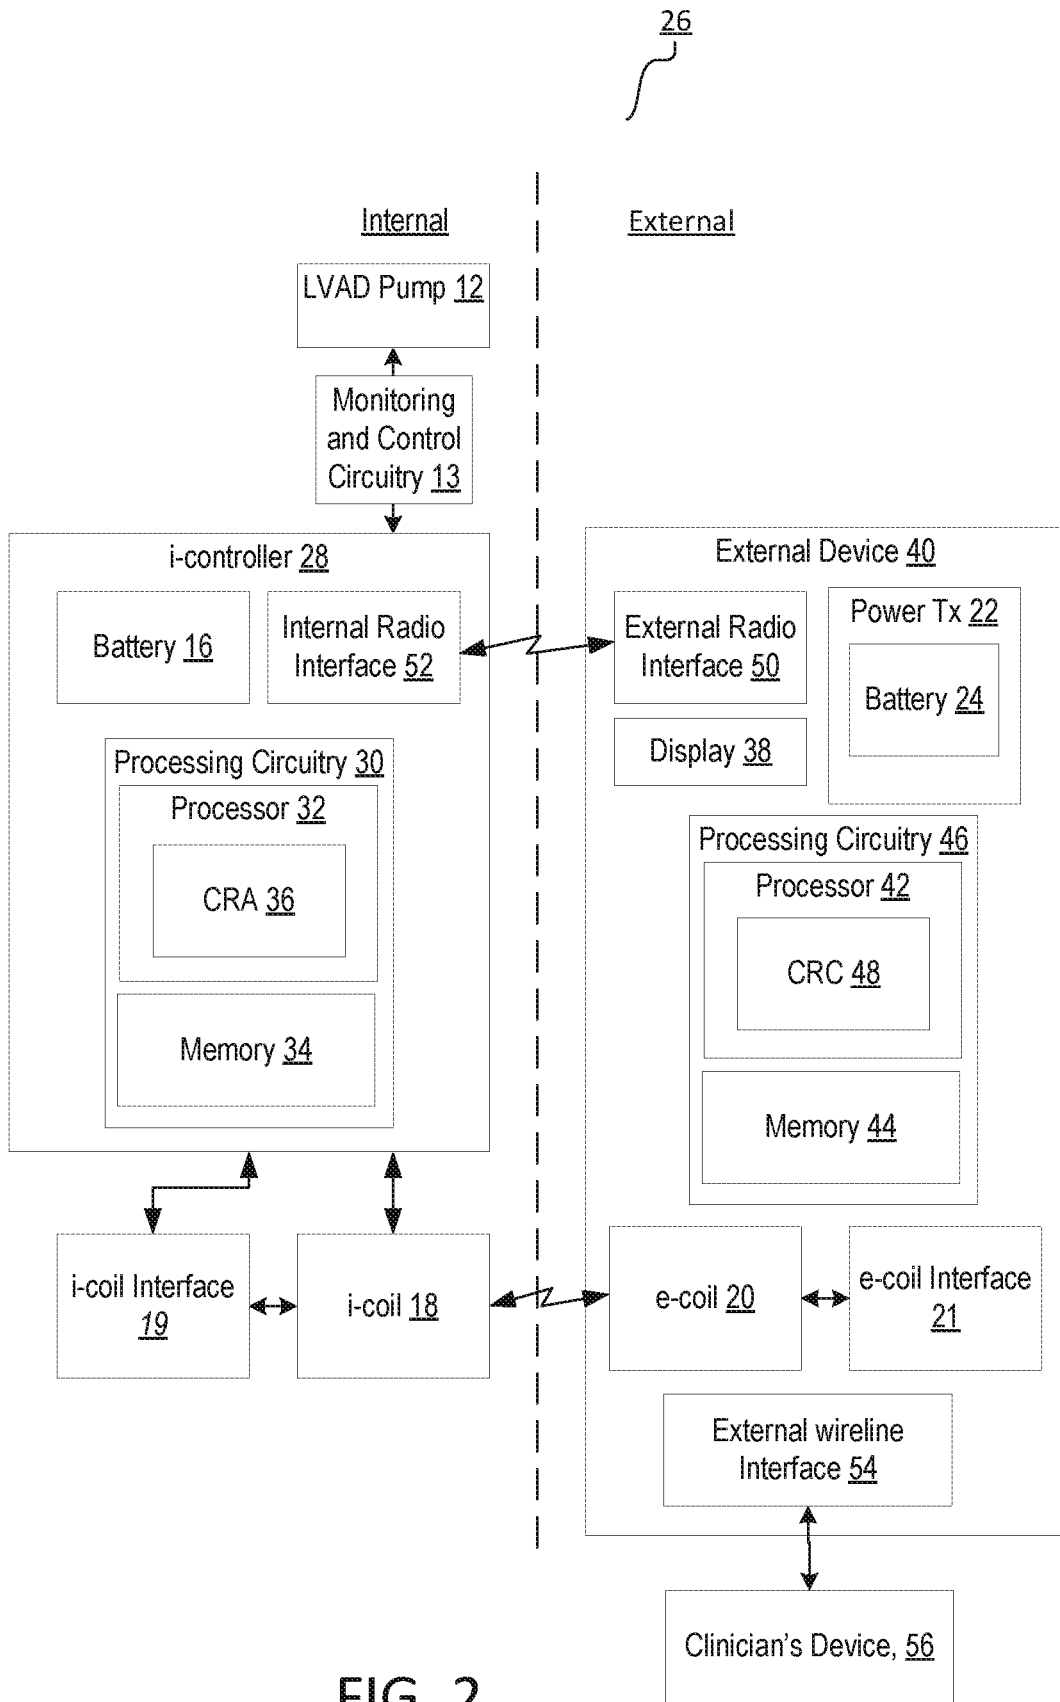 26
Internal
External
LVAD Pump 12
Monitoring
and Control
Circuitry 13
i-controller 28
Battery 16
Internal Radio
Interface 52
Processing Circuitry 30
Processor 32
CRA 36
Memory 34
i-coil Interface
19
i-coil 18
External Device 40
External Radio
Interface 50
Power Tx 22
Battery 24
Display 38
Processing Circuitry 46
Processor 42
CRC 48
Memory 44
e-coil 20
e-coil Interface
21
External wireline
Interface 54
Clinician's Device, 56
FIG. 2